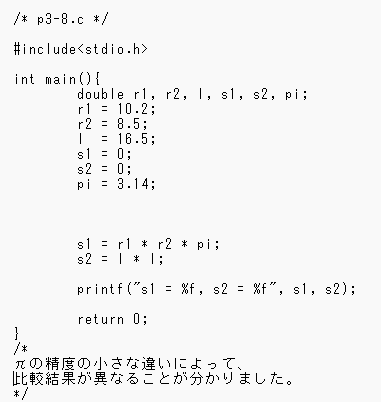 /* p3-8.c */
#include<stdio.h>
int main(){
double r1, r2, l, s1, s2, pi;
r1 = 10.2;
r2 = 8.5;
l = 16.5;
s1 = 0;
s2 = 0;
pi = 3.14;
s1 = r1 * r2 * pi;
s2 = l * l;
printf("s1 = %f, s2 = %f", s1, s2);
return 0;
}
/*
πの精度の小さな違いによって、
比較結果が異なることが分かりました。
*/